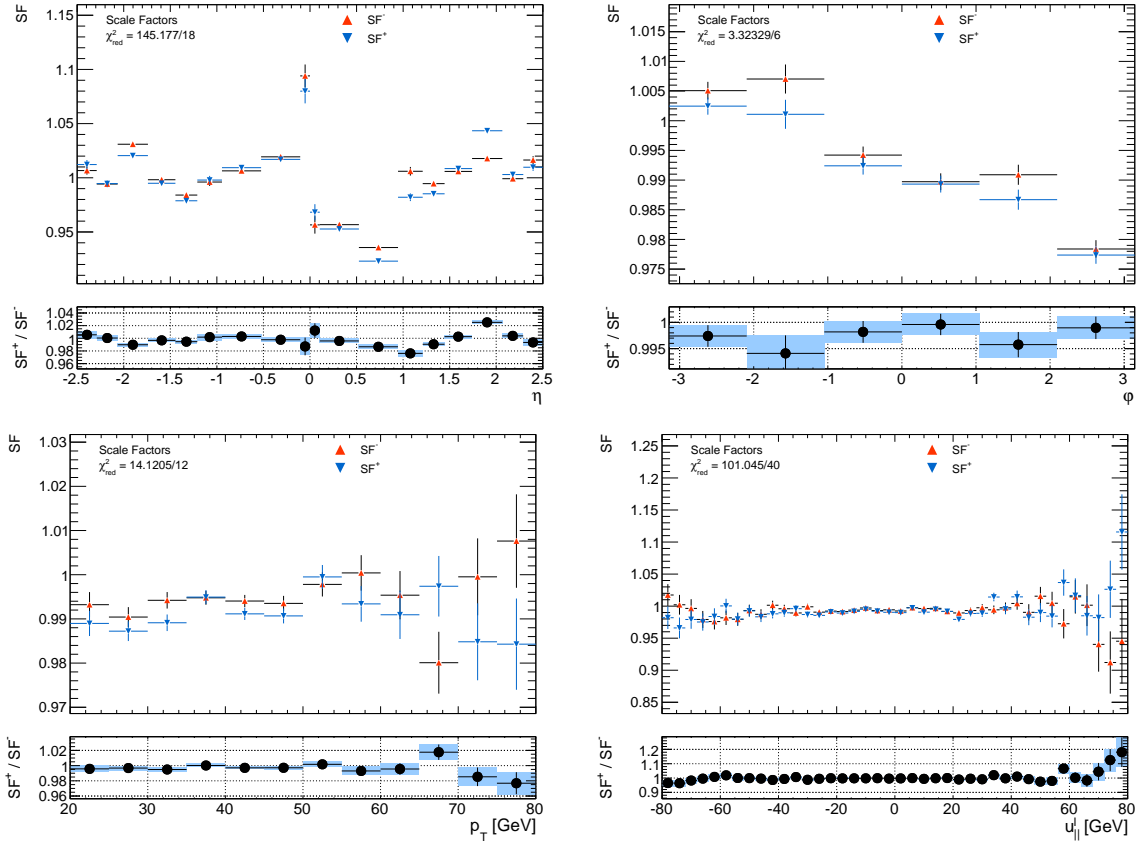 SF
Scale Factors
χ²red = 145.177/18
SF⁻
SF⁺
1.15
1.1
1.05
1
0.95
SF⁺ / SF⁻
1.04
1.02
1
0.98
0.96
-2.5 -2 -1.5 -1 -0.5 0 0.5 1 1.5 2 2.5
η
SF
Scale Factors
χ²red = 3.32329/6
SF⁻
SF⁺
1.015
1.01
1.005
1
0.995
0.99
0.985
0.98
0.975
SF⁺ / SF⁻
1
0.995
-3 -2 -1 0 1 2 3
φ
SF
Scale Factors
χ²red = 14.1205/12
SF⁻
SF⁺
1.03
1.02
1.01
1
0.99
0.98
0.97
SF⁺ / SF⁻
1.02
1
0.98
0.96
20 30 40 50 60 70 80
p_T [GeV]
SF
Scale Factors
χ²red = 101.045/40
SF⁻
SF⁺
1.25
1.2
1.15
1.1
1.05
1
0.95
0.9
0.85
SF⁺ / SF⁻
1.2
1.1
1
0.9
-80 -60 -40 -20 0 20 40 60 80
u_||^l [GeV]